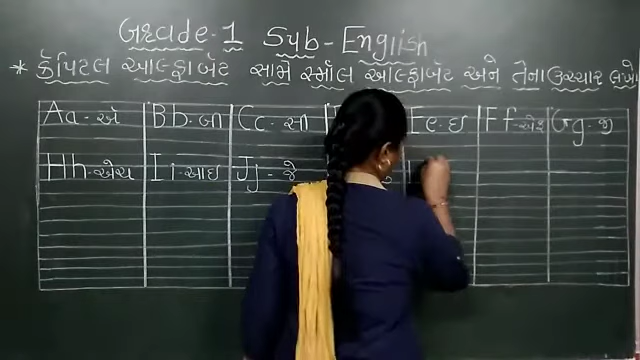 Grade-1 Sub-English
* કેપિટલ આલ્ફાબેટ સામે સ્મૉલ આલ્ફાબેટ અને તેના ઉચ્ચાર લખો
Aa-એ Bb-બી Cc-સી Ee-ઇ Ff-એફ Gg-જી
Hh-એચ Ii-આઇ Jj-જે